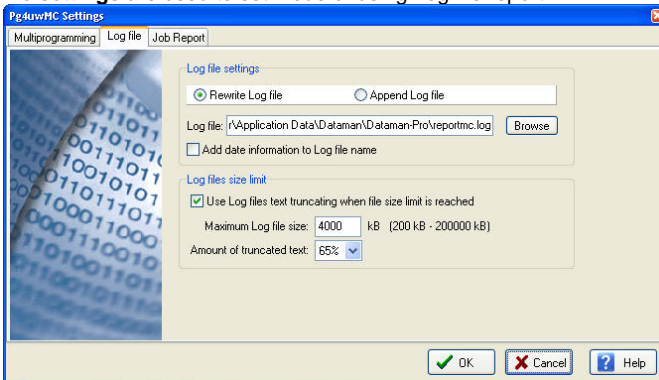 Pg4uwMC Settings
Multiprogramming Log file Job Report
Log file settings
Rewrite Log file Append Log file
Log file: r\Application Data\Dataman\Dataman-Pro\reportmc.log Browse
Add date information to Log file name
Log files size limit
Use Log files text truncating when file size limit is reached
Maximum Log file size: 4000 kB (200 kB - 200000 kB)
Amount of truncated text: 65%
OK Cancel Help